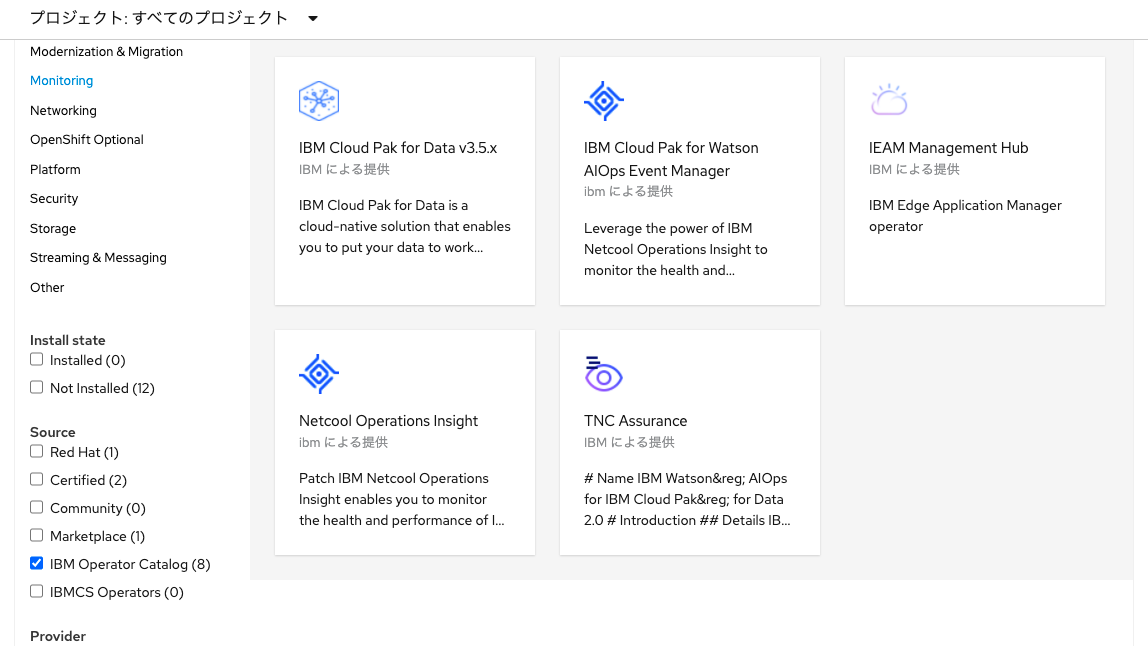 プロジェクト: すべてのプロジェクト
Modernization & Migration
Monitoring
Networking
OpenShift Optional
Platform
Security
Storage
Streaming & Messaging
Other
Install state
Installed (0)
Not Installed (12)
Source
Red Hat (1)
Certified (2)
Community (0)
Marketplace (1)
IBM Operator Catalog (8)
IBMCS Operators (0)
Provider
IBM Cloud Pak for Data v3.5.x
IBM による提供
IBM Cloud Pak for Data is a
cloud-native solution that enables
you to put your data to work...
IBM Cloud Pak for Watson
AIOps Event Manager
ibm による提供
Leverage the power of IBM
Netcool Operations Insight to
monitor the health and...
IEAM Management Hub
IBM による提供
IBM Edge Application Manager
operator
Netcool Operations Insight
ibm による提供
Patch IBM Netcool Operations
Insight enables you to monitor
the health and performance of I...
TNC Assurance
IBM による提供
# Name IBM Watson&reg; AIOps
for IBM Cloud Pak&reg; for Data
2.0 # Introduction ## Details IB...